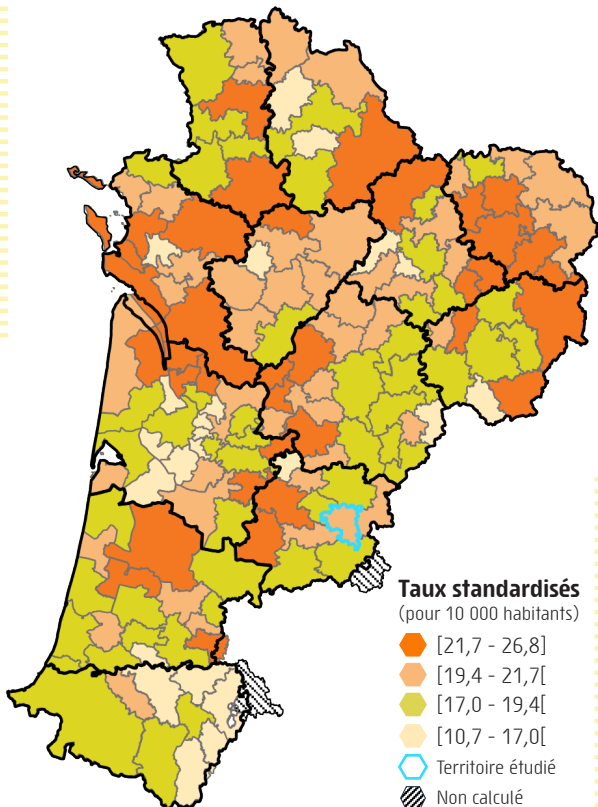 Taux standardisés
(pour 10 000 habitants)
[21,7 - 26,8]
[19,4 - 21,7[
[17,0 - 19,4[
[10,7 - 17,0[
Territoire étudié
Non calculé